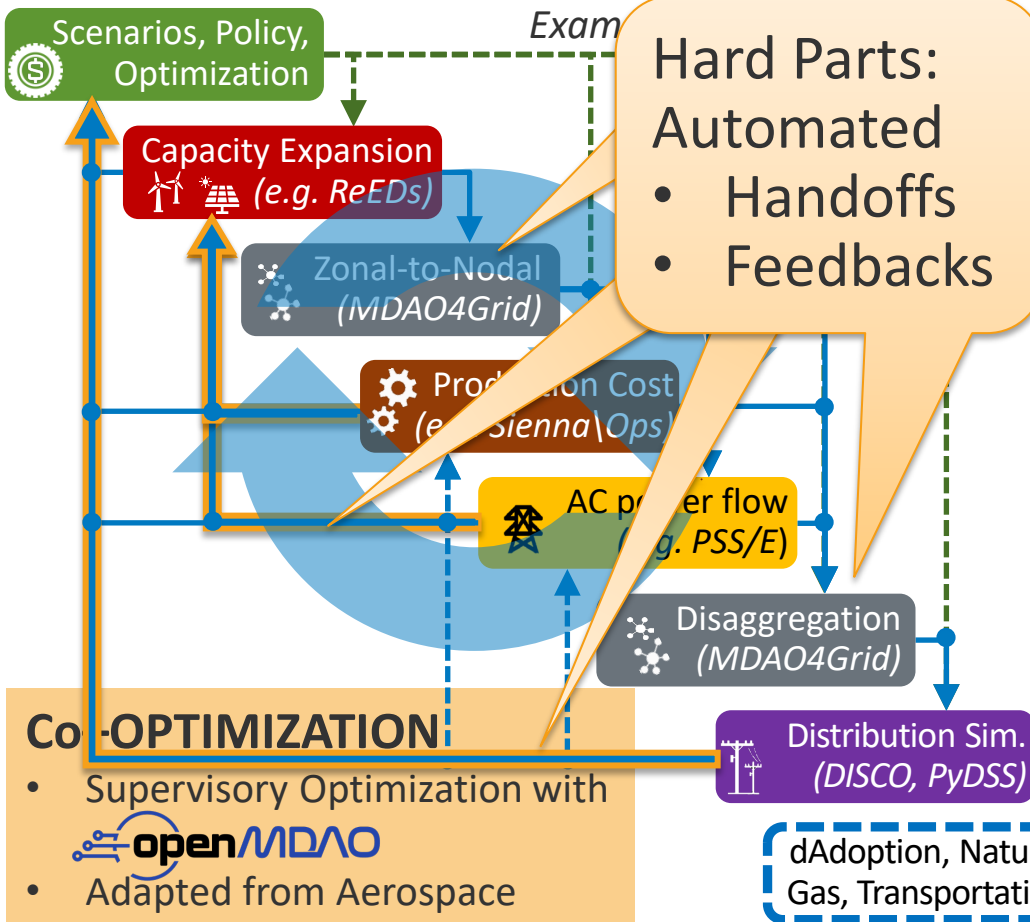 Scenarios, Policy,
Optimization
Exam
Hard Parts:
Automated
• Handoffs
• Feedbacks
Capacity Expansion
(e.g. ReEDs)
Zonal-to-Nodal
(MDAO4Grid)
Production Cost
(e.g. Sienna\Ops)
AC power flow
(e.g. PSS/E)
Disaggregation
(MDAO4Grid)
Distribution Sim.
(DISCO, PyDSS)
Co-OPTIMIZATION
• Supervisory Optimization with
openMDAO
• Adapted from Aerospace
dAdoption, Natu
Gas, Transportati